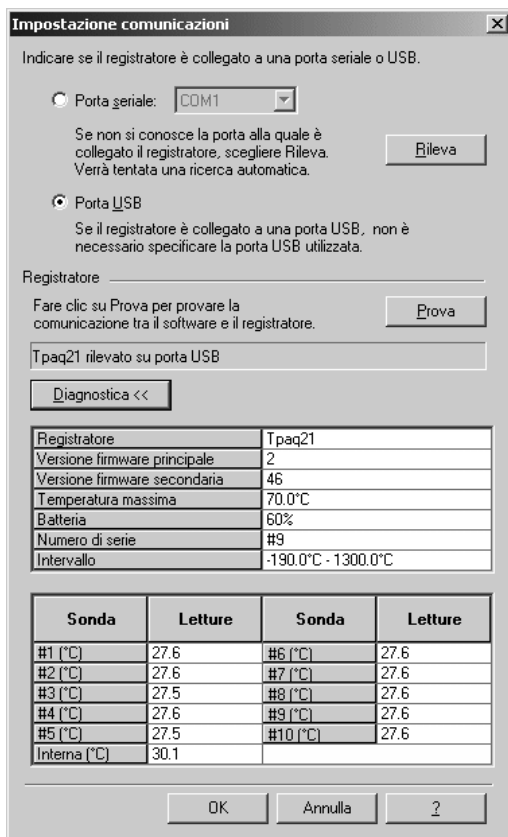 Impostazione comunicazioni
Indicare se il registratore è collegato a una porta seriale o USB.
Porta seriale: COM1
Se non si conosce la porta alla quale è
collegato il registratore, scegliere Rileva.
Verrà tentata una ricerca automatica.
Rileva
Porta USB
Se il registratore è collegato a una porta USB, non è
necessario specificare la porta USB utilizzata.
Registratore
Fare clic su Prova per provare la
comunicazione tra il software e il registratore.
Prova
Tpaq21 rilevato su porta USB
Diagnostica <<
Registratore Tpaq21
Versione firmware principale 2
Versione firmware secondaria 46
Temperatura massima 70.0°C
Batteria 60%
Numero di serie #9
Intervallo -190.0°C - 1300.0°C
Sonda Letture Sonda Letture
#1 (°C) 27.6 #6 (°C) 27.6
#2 (°C) 27.6 #7 (°C) 27.6
#3 (°C) 27.5 #8 (°C) 27.6
#4 (°C) 27.6 #9 (°C) 27.6
#5 (°C) 27.5 #10 (°C) 27.6
Interna (°C) 30.1
OK Annulla ?